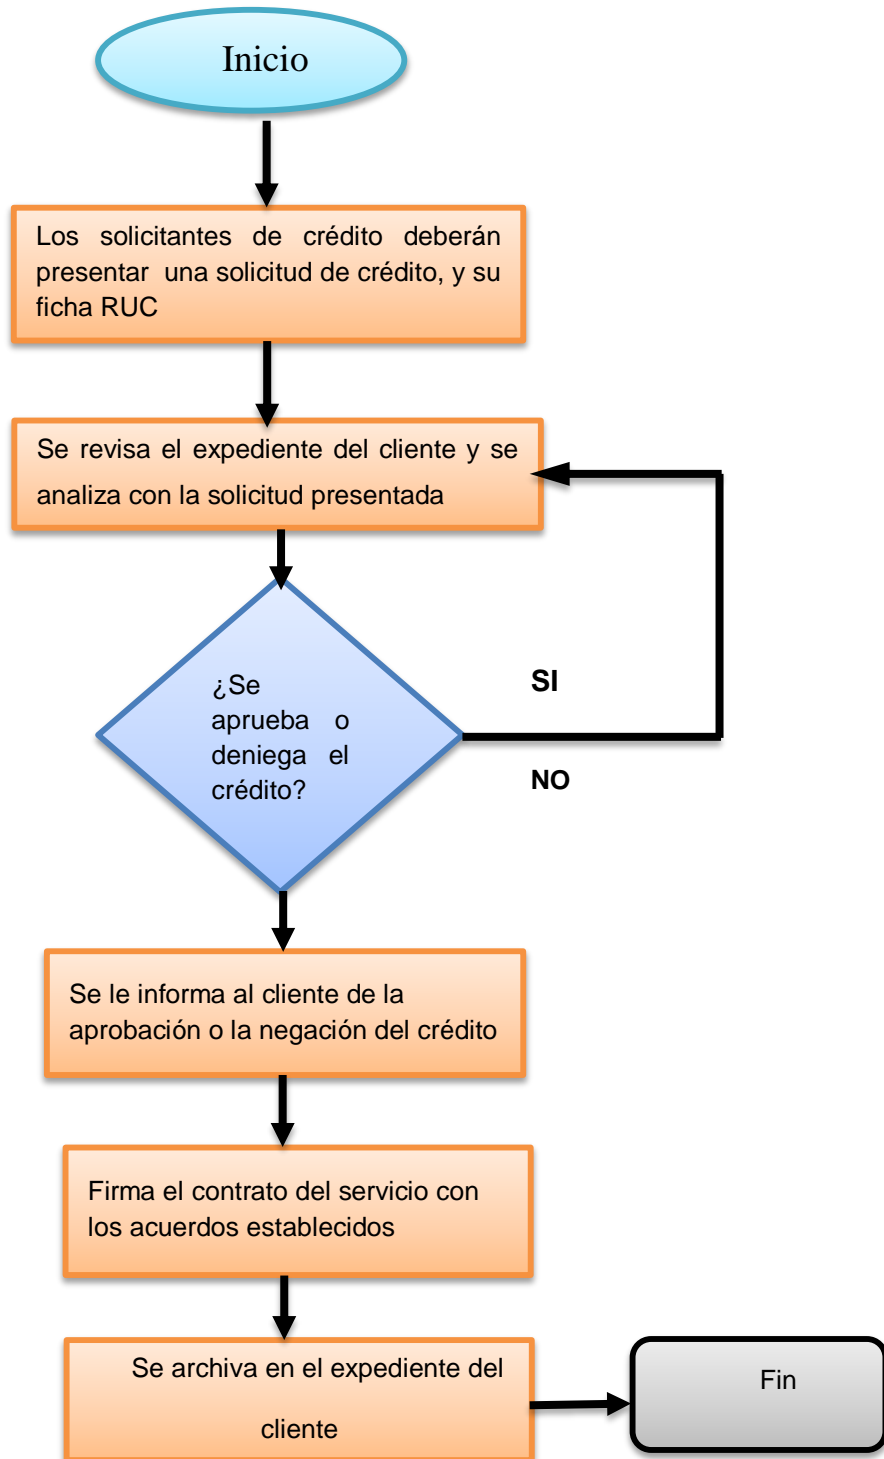 Inicio
Los solicitantes de crédito deberán
presentar una solicitud de crédito, y su
ficha RUC
Se revisa el expediente del cliente y se
analiza con la solicitud presentada
¿Se
aprueba o
deniega el
crédito?
SI
NO
Se le informa al cliente de la
aprobación o la negación del crédito
Firma el contrato del servicio con
los acuerdos establecidos
Se archiva en el expediente del
cliente
Fin